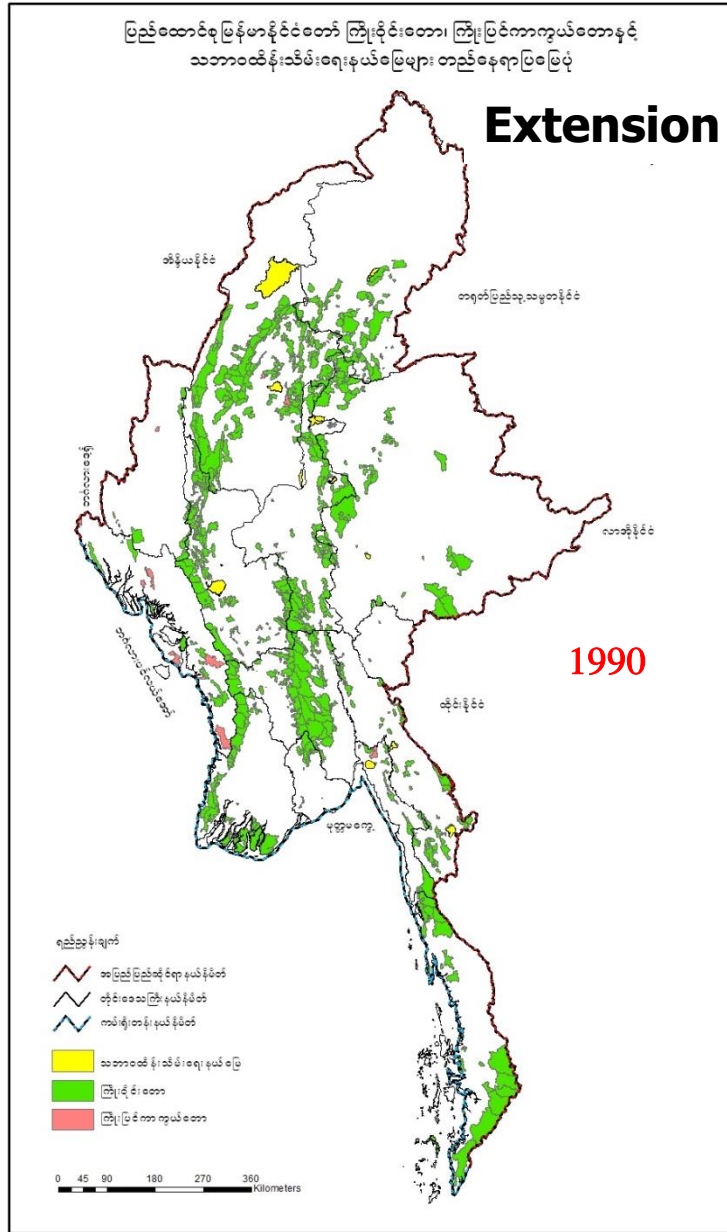 ပြည်ထောင်စုမြန်မာနိုင်ငံတော် ကြိုးဝိုင်းတော၊ ကြိုးပြင်ကာကွယ်တောနှင့်
သဘာဝထိန်းသိမ်းရေးနယ်မြေများ တည်နေရာပြမြေပုံ
Extension
အိန္ဒိယနိုင်ငံ
တရုတ်ပြည်သူ့သမ္မတနိုင်ငံ
ဘင်္ဂလားဒေ့ရှ်
လာအိုနိုင်ငံ
ဘင်္ဂလားပင်လယ်အော်
1990
ထိုင်းနိုင်ငံ
မုတ္တမကွေ့
ရည်ညွှန်းချက်
အပြည်ပြည်ဆိုင်ရာနယ်နိမိတ်
တိုင်းဒေသကြီးနယ်နိမိတ်
ကမ်းရိုးတန်းနယ်နိမိတ်
သဘာဝထိန်းသိမ်းရေးနယ်မြေ
ကြိုးဝိုင်းတော
ကြိုးပြင်ကာကွယ်တော
0 45 90 180 270 360
Kilometers